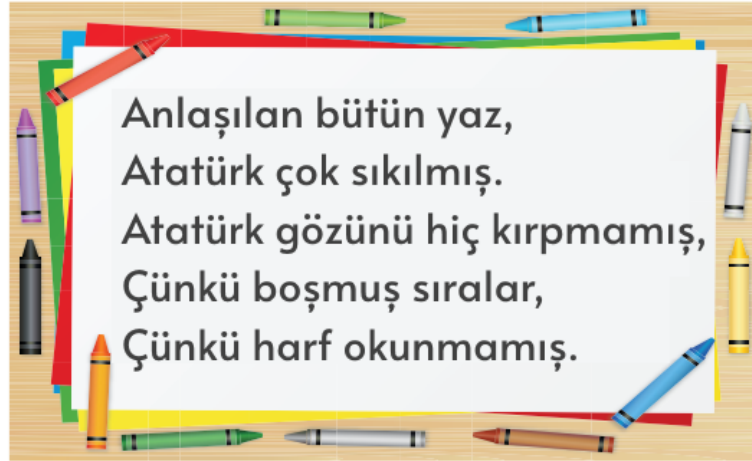 Anlaşılan bütün yaz,
Atatürk çok sıkılmış.
Atatürk gözünü hiç kırpmamış,
Çünkü boşmuş sıralar,
Çünkü harf okunmamış.